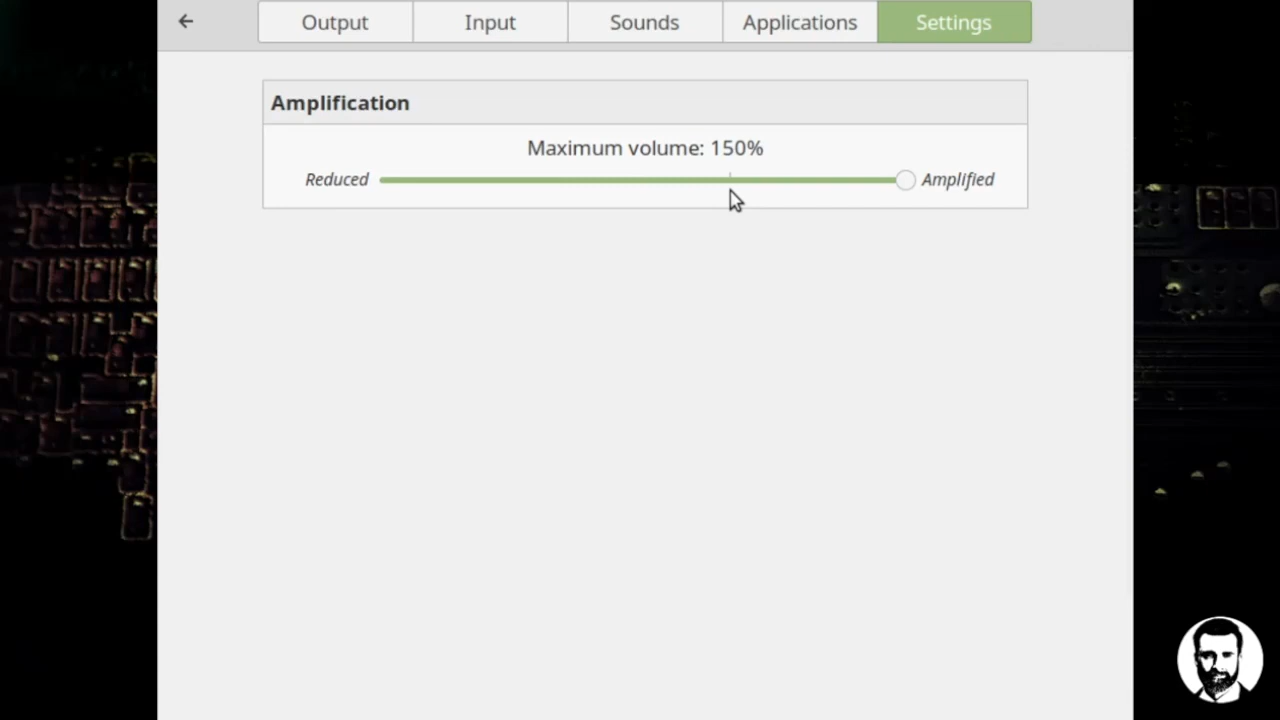 Output Input Sounds Applications Settings
Amplification
Maximum volume: 150%
Reduced Amplified